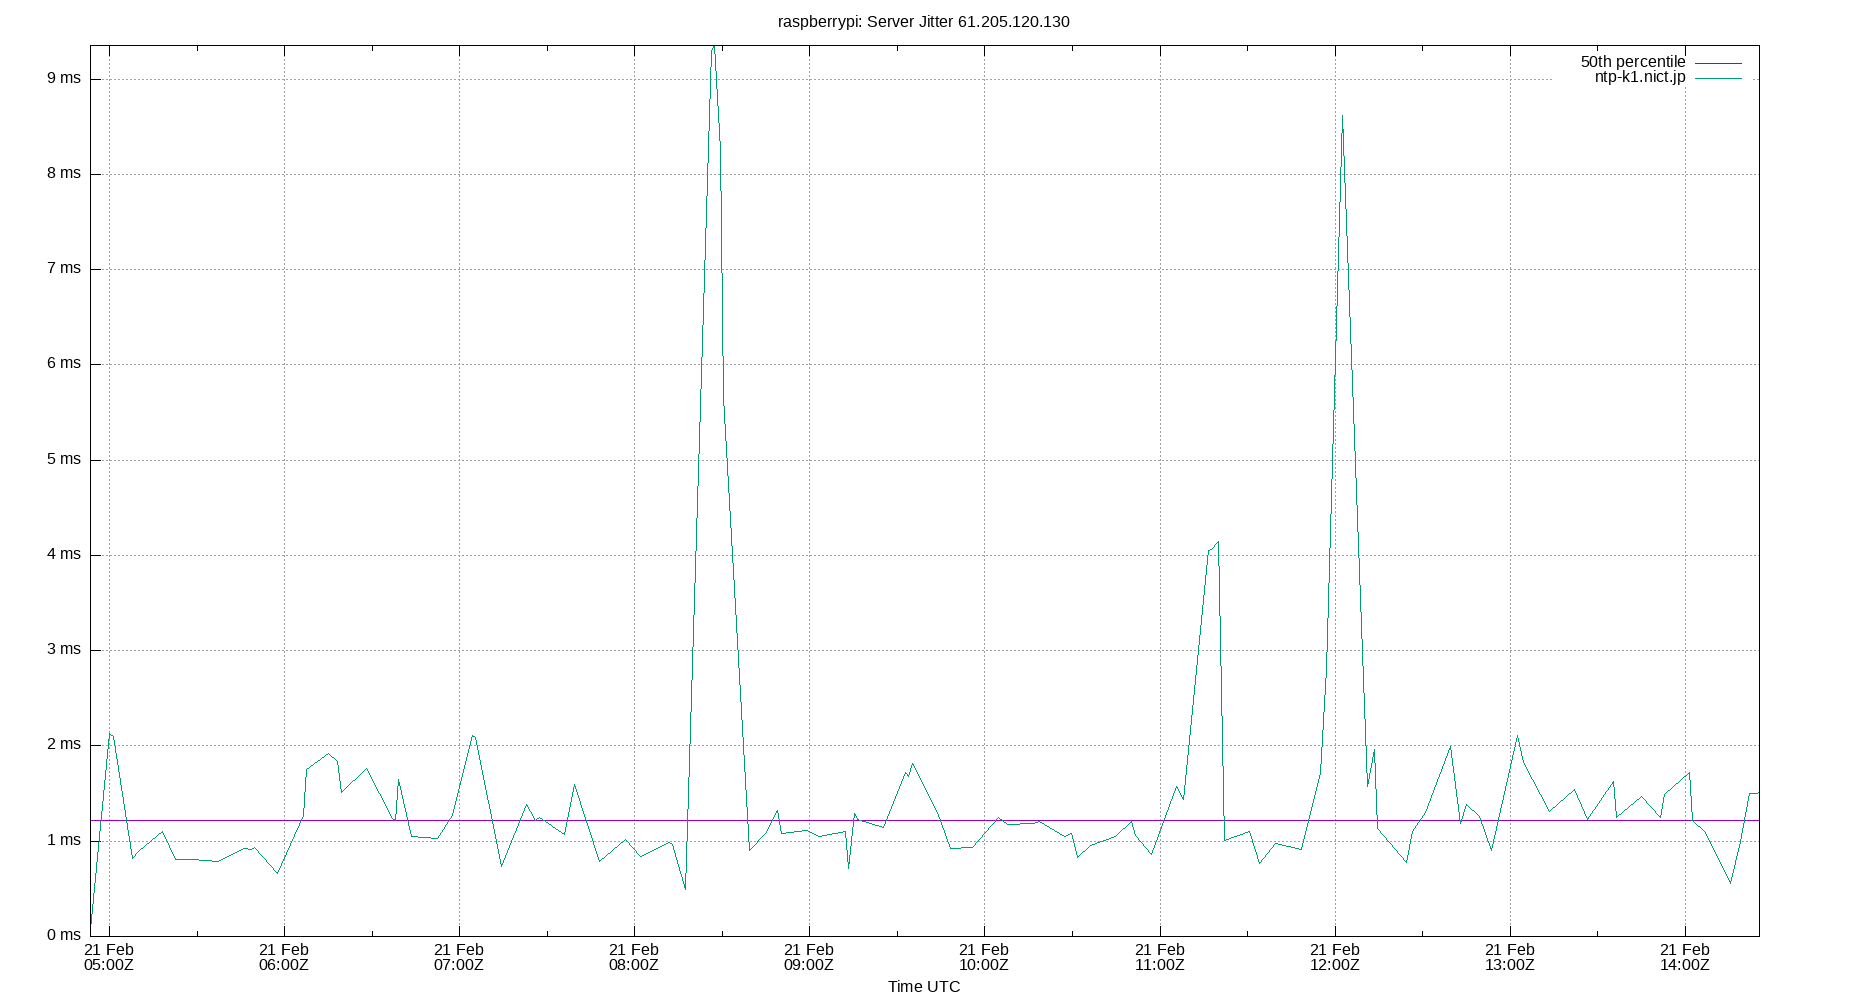 raspberrypi: Server Jitter 61.205.120.130
50th percentile
ntp-k1.nict.jp
9 ms
8 ms
7 ms
6 ms
5 ms
4 ms
3 ms
2 ms
1 ms
0 ms
21 Feb 21 Feb 21 Feb 21 Feb 21 Feb 21 Feb 21 Feb 21 Feb 21 Feb 21 Feb
05:00Z 06:00Z 07:00Z 08:00Z 09:00Z 10:00Z 11:00Z 12:00Z 13:00Z 14:00Z
Time UTC